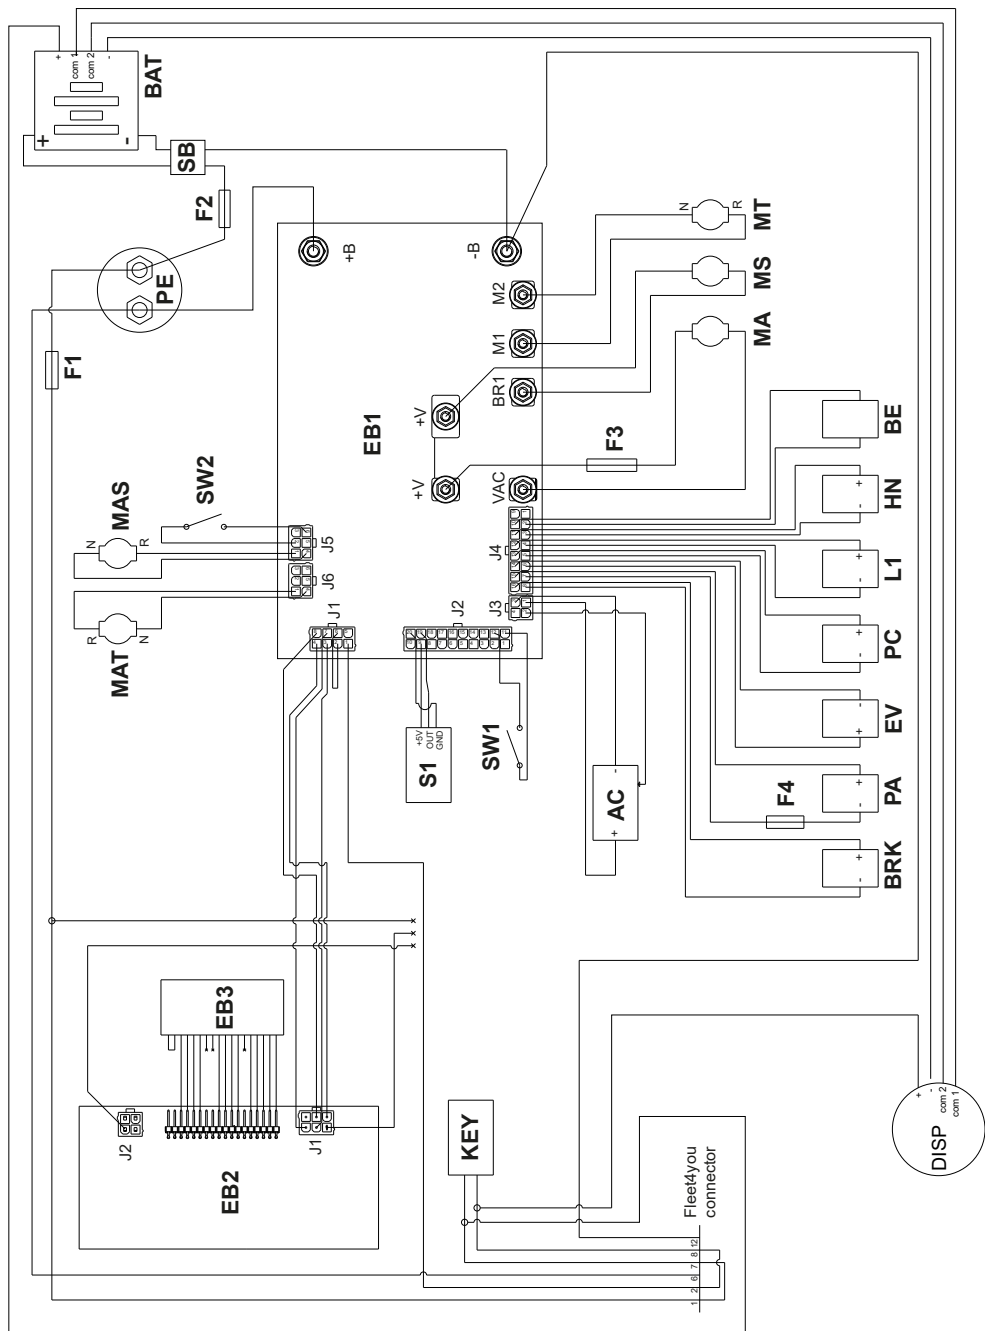 +
com 1
com 2
-
+
-
BAT
SB
F2
PE
F1
+B
-B
M2
M1
BR1
+V
+V
VAC
EB1
N
R
MT
MS
MA
F3
SW2
MAS
N
R
MAT
R
N
J5
J6
J1
J2
J3
J4
S1
+5V
OUT
GND
SW1
AC
+
-
BE
HN
+
-
L1
+
-
PC
+
-
EV
-
+
PA
+
-
F4
BRK
+
-
EB3
EB2
J2
J1
KEY
Fleet4you
connector
1
2
6
7
8
12
DISP
+
-
com 2
com 1